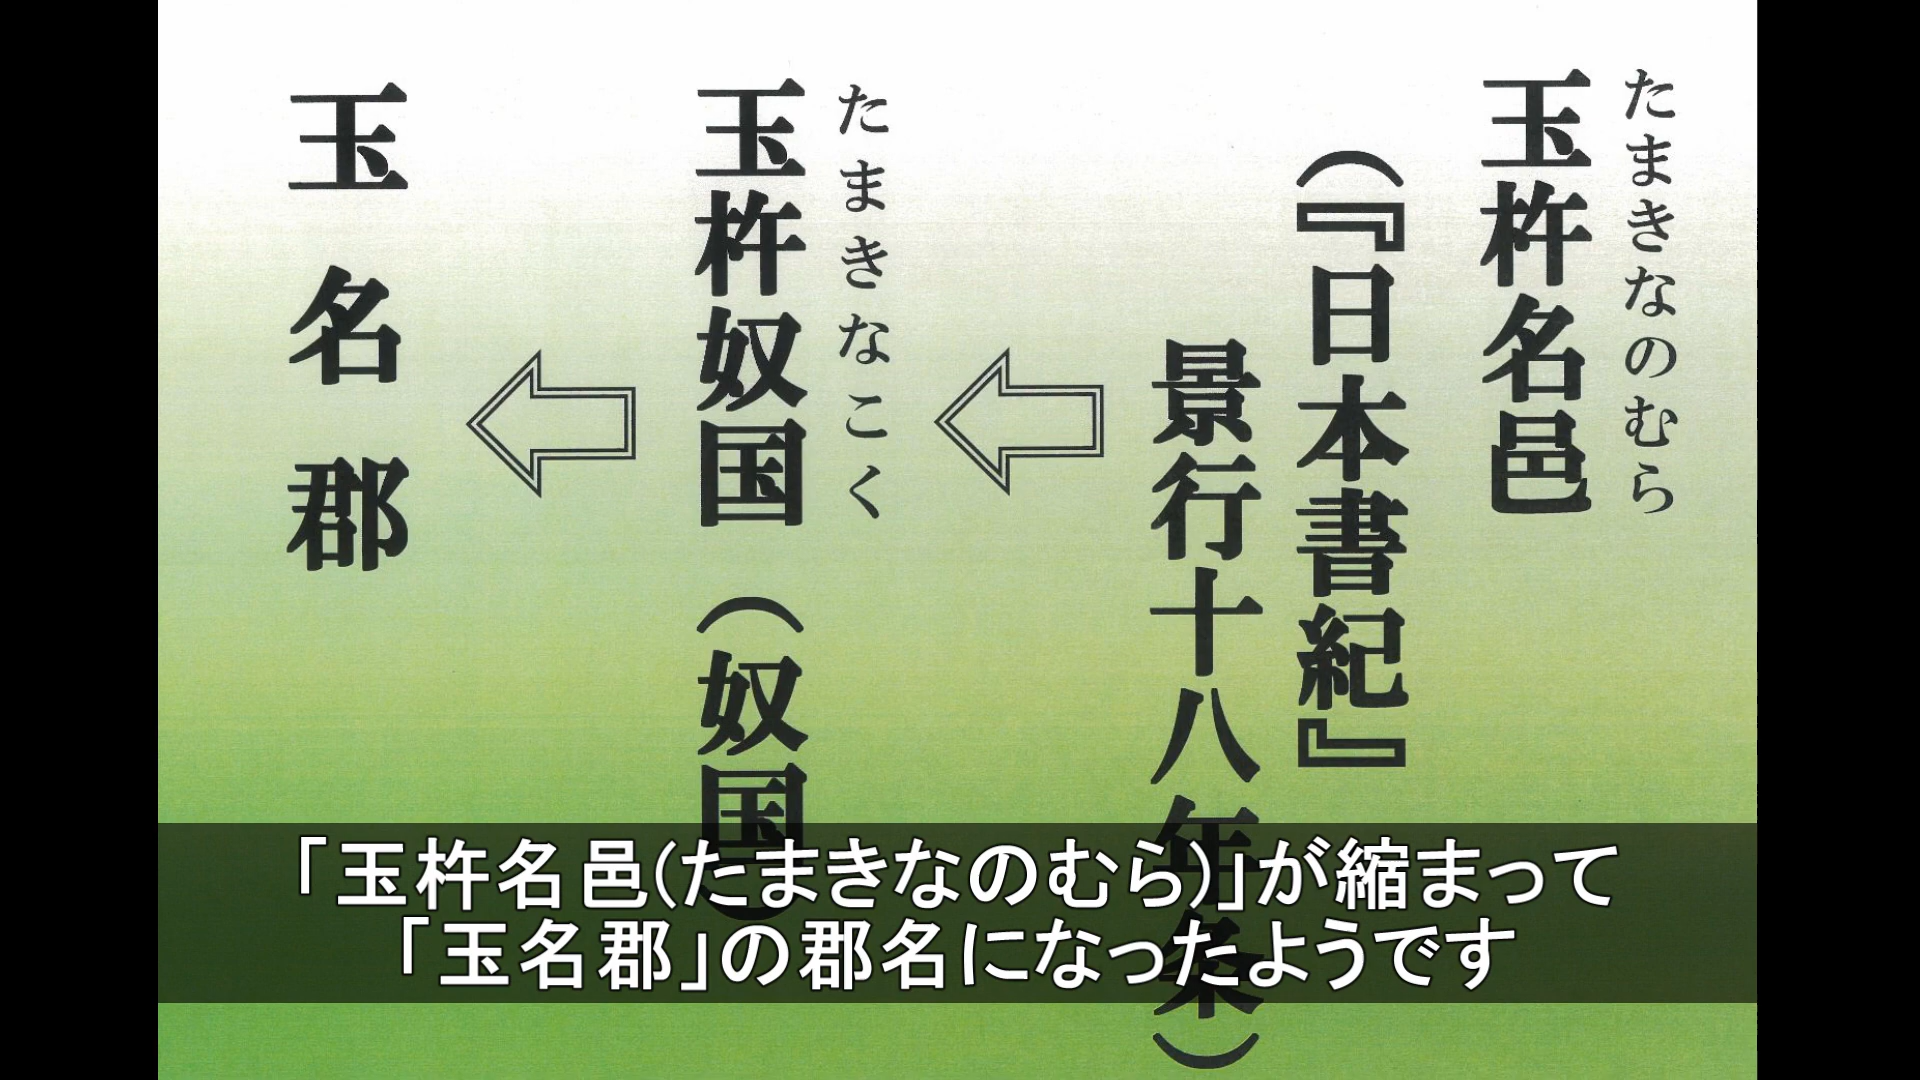 たまきなのむら
玉杵名邑
(『日本書紀』
景行十八年条)
たまきなこく
玉杵奴国(奴国)
玉名郡
「玉杵名邑(たまきなのむら)」が縮まって
「玉名郡」の郡名になったようです